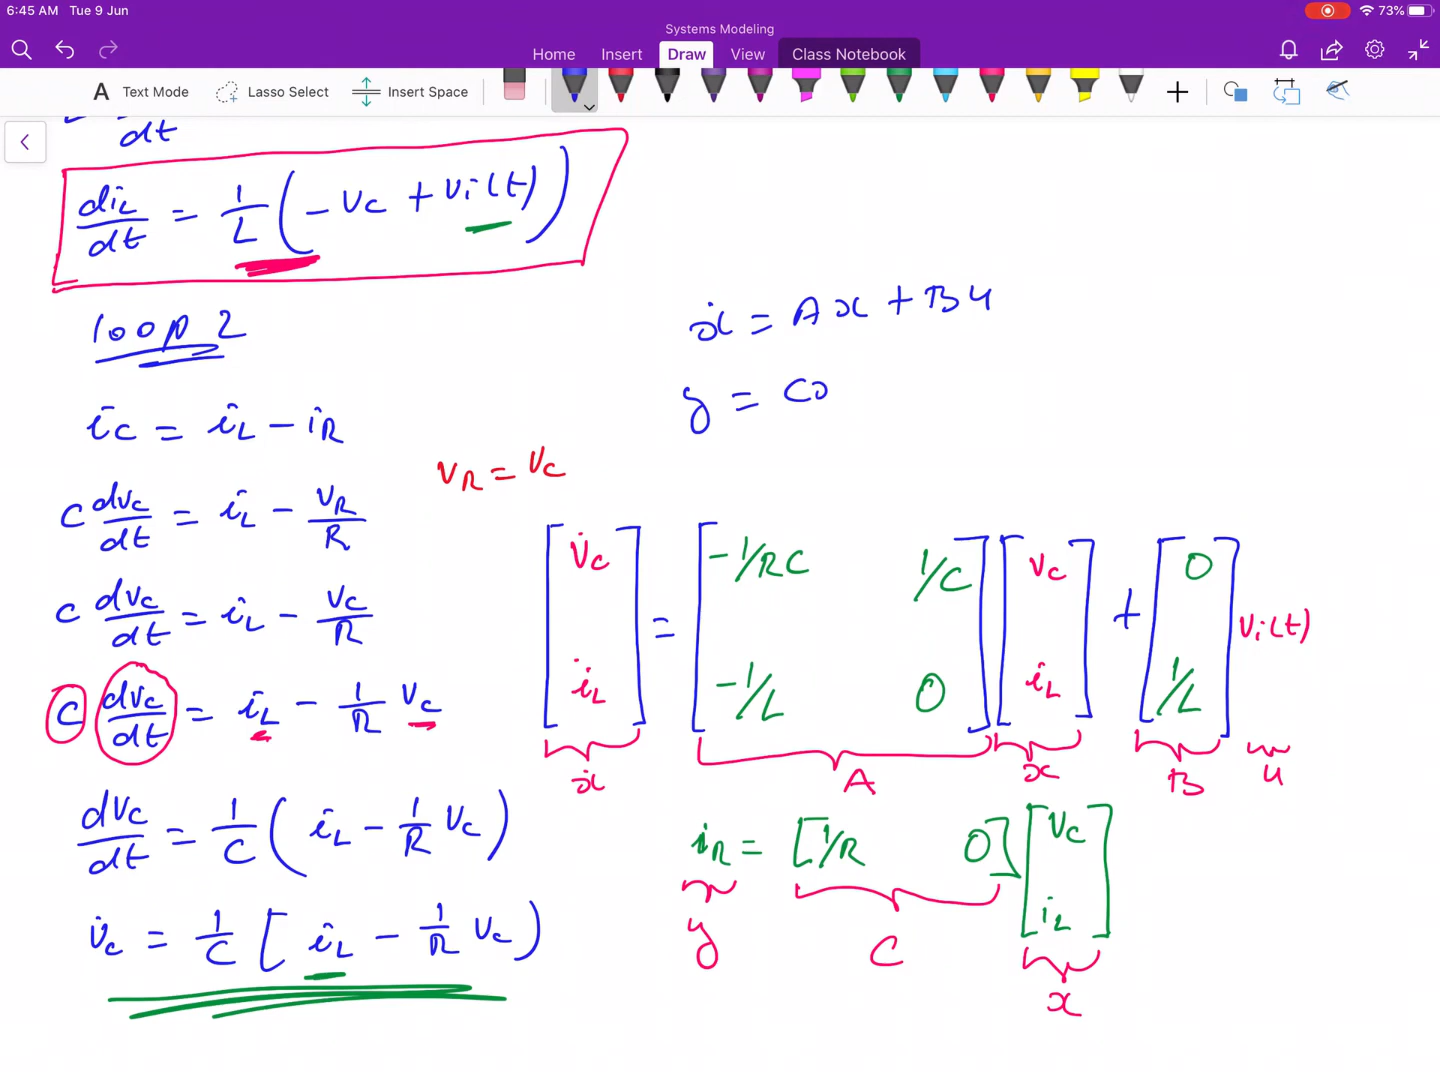 6:45 AM Tue 9 Jun
73%
Systems Modeling
Home Insert Draw View Class Notebook
A Text Mode Lasso Select Insert Space
dt
diL/dt = 1/L (-Vc + Vi(t))
loop 2
ic = iL - iR
C dvc/dt = iL - VR/R
VR = Vc
C dvc/dt = iL - Vc/R
C dvc/dt = iL - 1/R Vc
dvc/dt = 1/C (iL - 1/R Vc)
V̇c = 1/C [iL - 1/R Vc)
ẋ = Ax + Bu
y = Cx
[V̇c i̇L] = [-1/RC 1/C -1/L 0] [Vc iL] + [0 1/L] Vi(t)
ẋ A x B u
iR = [1/R 0] [Vc iL]
y C x